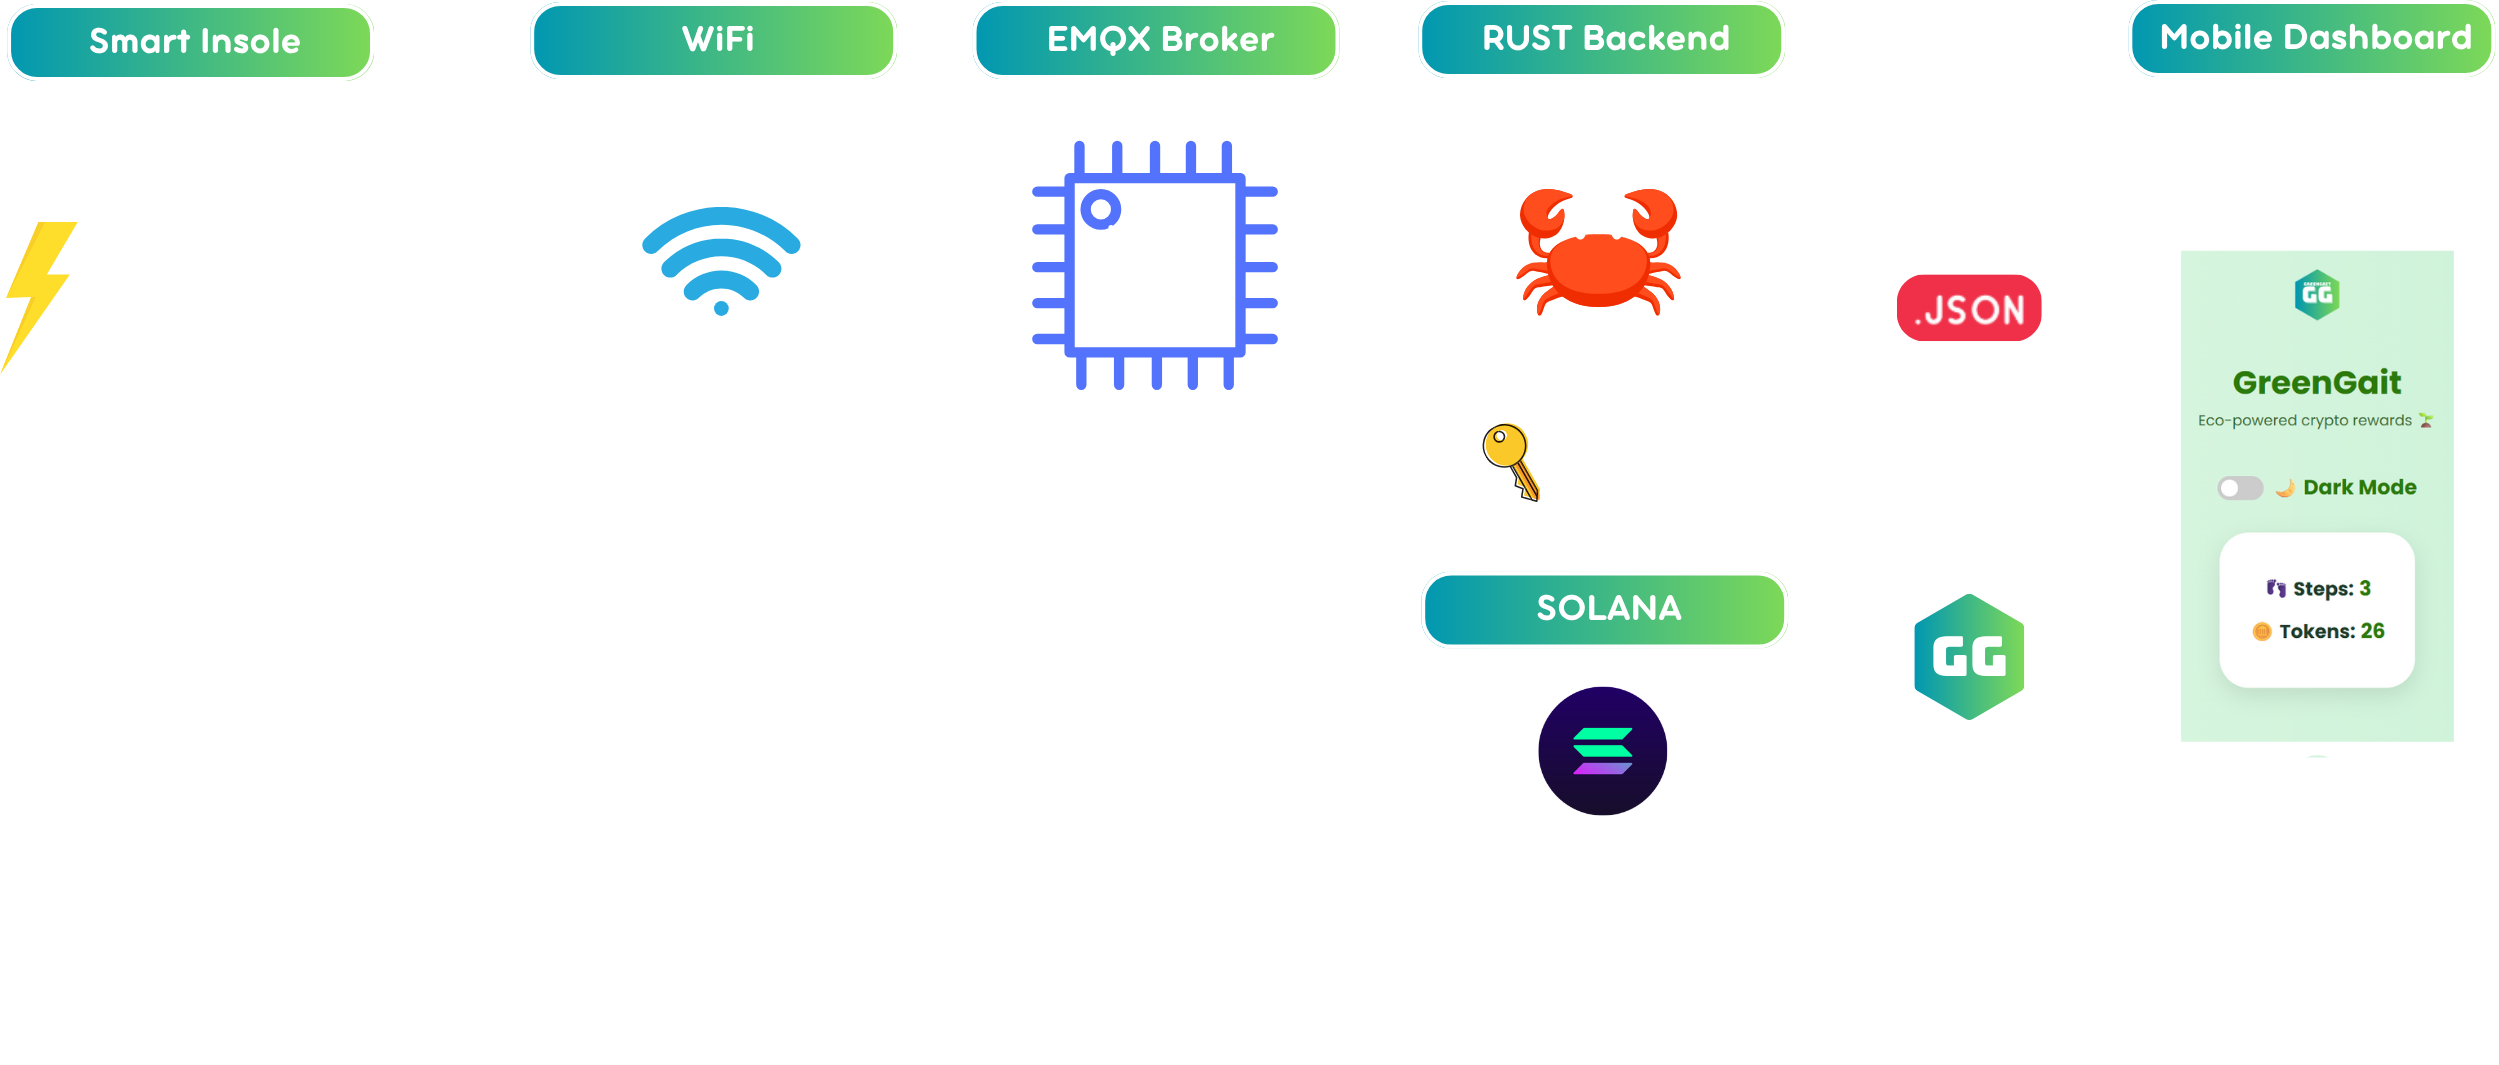 Smart Insole
WiFi
EMQX Broker
RUST Backend
Mobile Dashboard
.JSON
GREENGAIT
GG
GreenGait
Eco-powered crypto rewards 🌱
🌙 Dark Mode
👣 Steps: 3
🪙 Tokens: 26
SOLANA
GG